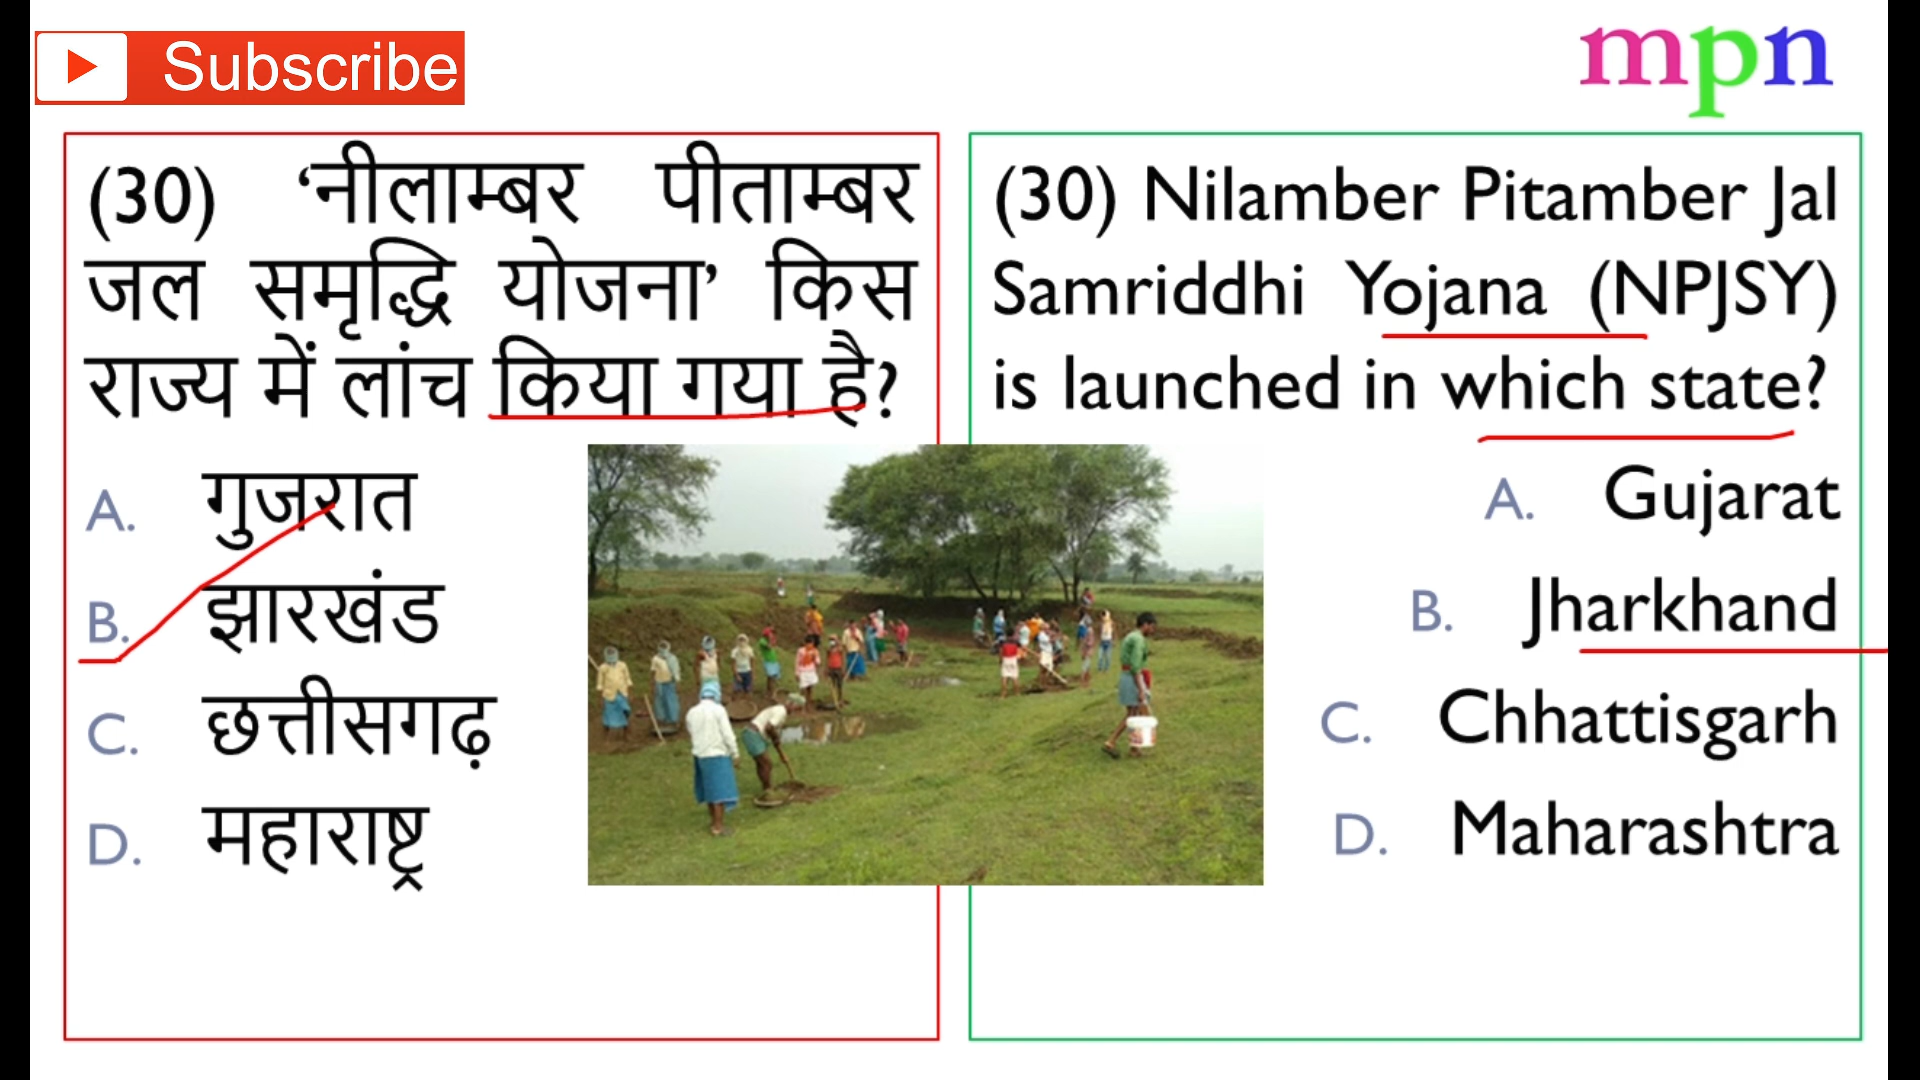 Subscribe
mpn
(30) ‘नीलाम्बर पीताम्बर
जल समृद्धि योजना’ किस
राज्य में लांच किया गया है?
A. गुजरात
B. झारखंड
C. छत्तीसगढ़
D. महाराष्ट्र
(30) Nilamber Pitamber Jal
Samriddhi Yojana (NPJSY)
is launched in which state?
A. Gujarat
B. Jharkhand
C. Chhattisgarh
D. Maharashtra